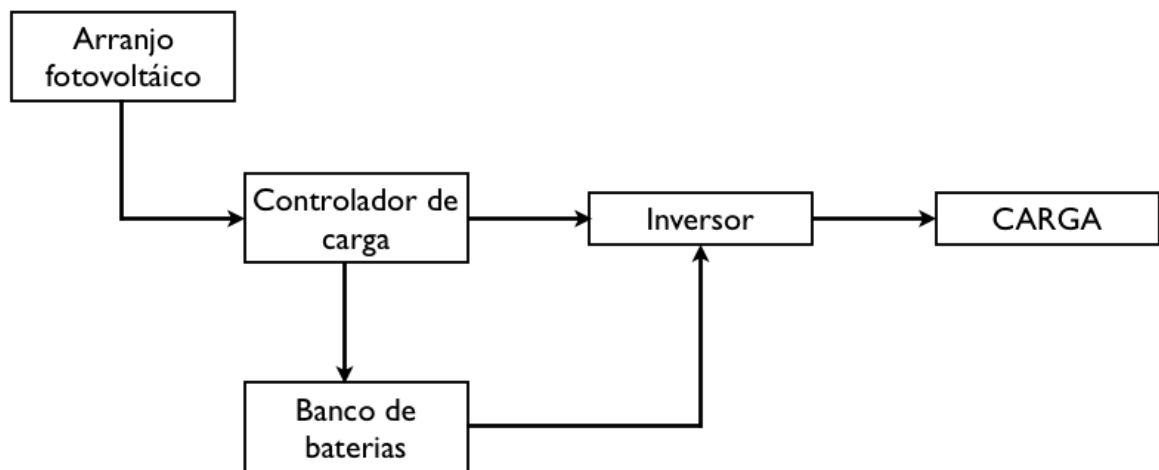 Arranjo
fotovoltáico
Controlador de
carga
Inversor
CARGA
Banco de
baterias